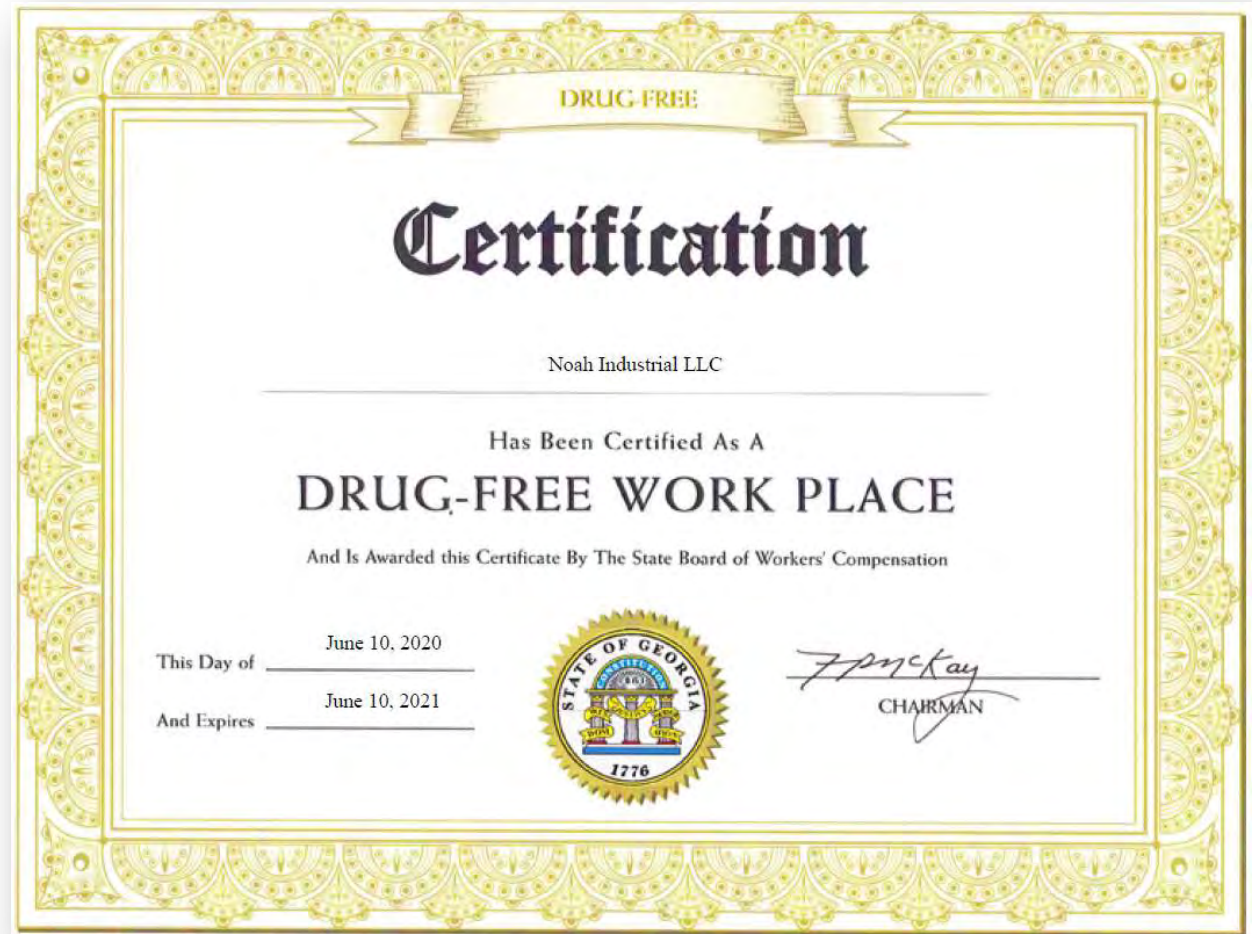 DRUG-FREE
Certification
Noah Industrial LLC
Has Been Certified As A
DRUG-FREE WORK PLACE
And Is Awarded this Certificate By The State Board of Workers' Compensation
This Day of June 10, 2020
And Expires June 10, 2021
STATE OF GEORGIA
CONSTITUTION
1776
CHAIRMAN